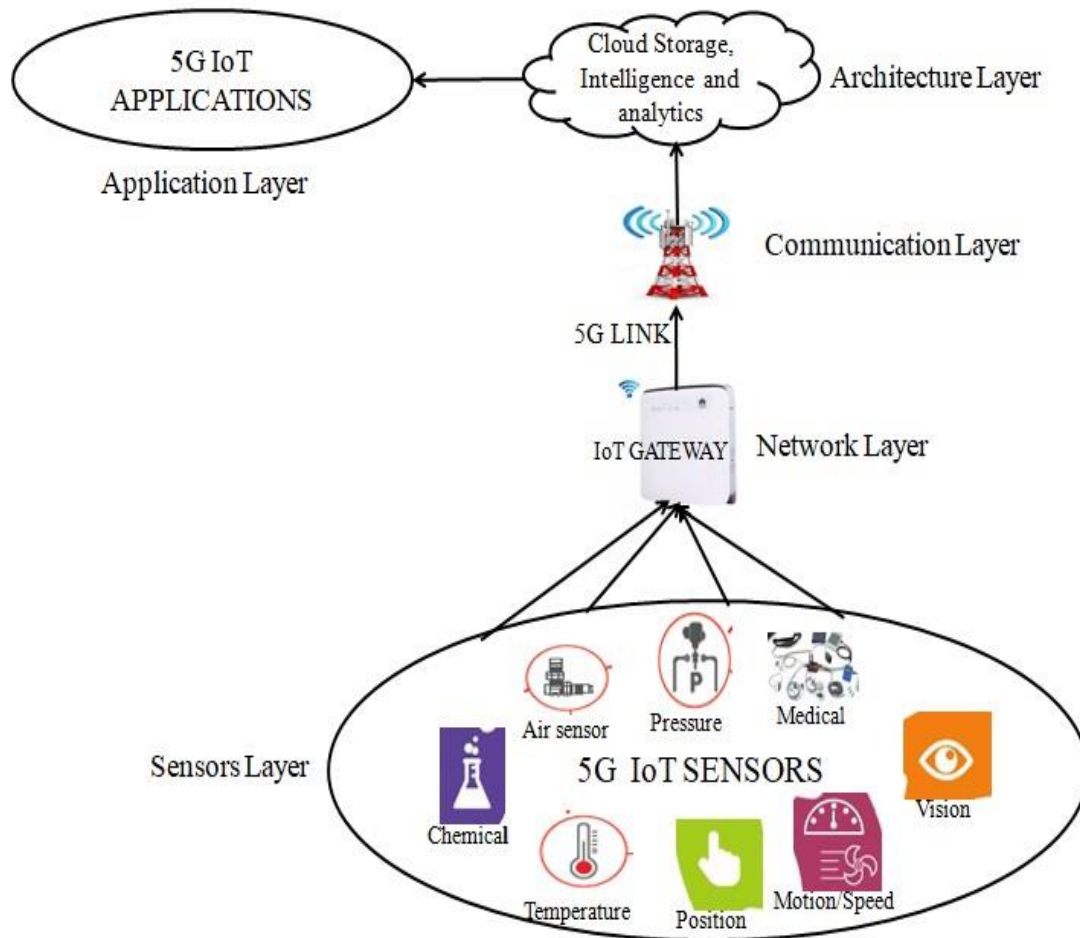 5G IoT
APPLICATIONS
Cloud Storage,
Intelligence and
analytics
Architecture Layer
Application Layer
Communication Layer
5G LINK
IoT GATEWAY
Network Layer
Air sensor
P
Pressure
Medical
Sensors Layer
5G IoT SENSORS
Chemical
Vision
Temperature
Position
Motion/Speed